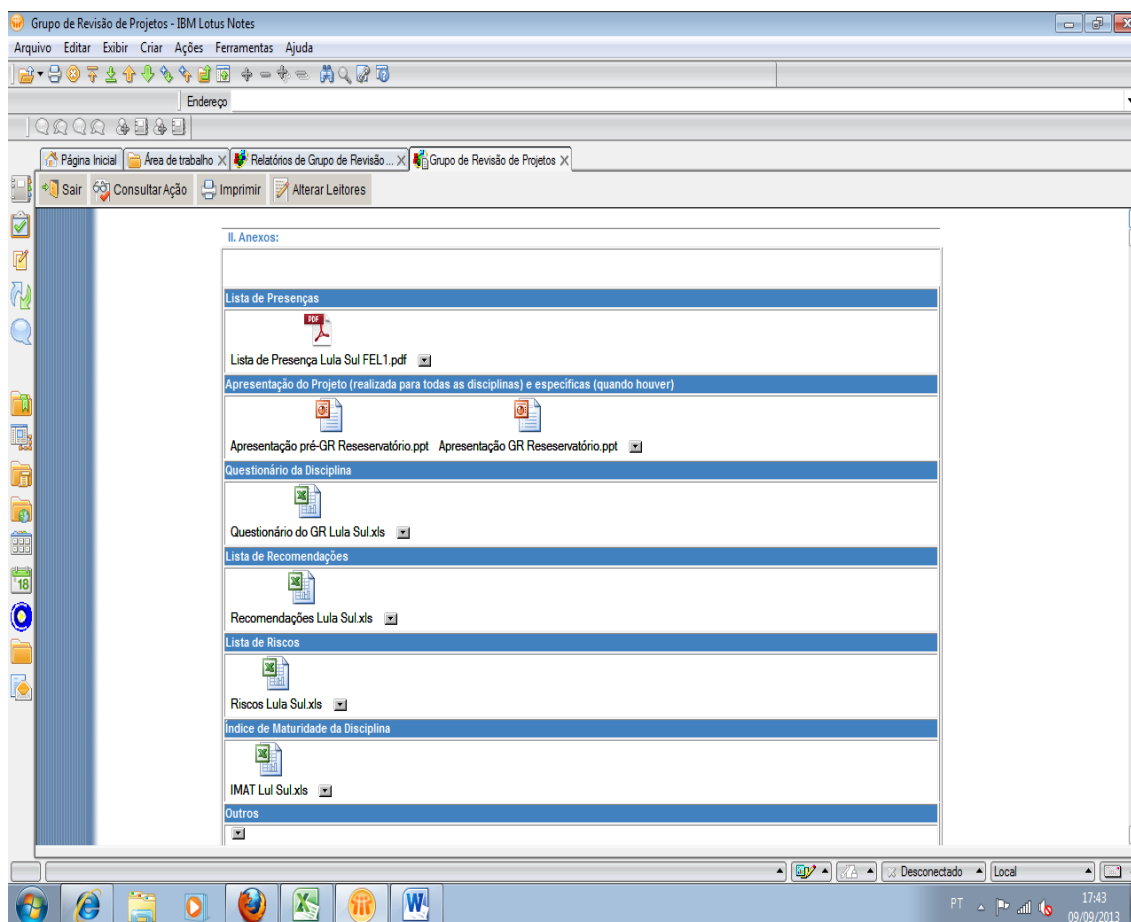 Grupo de Revisão de Projetos - IBM Lotus Notes
Arquivo Editar Exibir Criar Ações Ferramentas Ajuda
Endereço
Página Inicial Área de trabalho Relatórios de Grupo de Revisão ... Grupo de Revisão de Projetos
Sair Consultar Ação Imprimir Alterar Leitores
II. Anexos:
Lista de Presenças
PDF
Lista de Presença Lula Sul FEL1.pdf
Apresentação do Projeto (realizada para todas as disciplinas) e específicas (quando houver)
Apresentação pré-GR Reseservatório.ppt Apresentação GR Reseservatório.ppt
Questionário da Disciplina
Questionário do GR Lula Sul.xls
Lista de Recomendações
Recomendações Lula Sul.xls
Lista de Riscos
Riscos Lula Sul.xls
Índice de Maturidade da Disciplina
IMAT Lul Sul.xls
Outros
18
Desconectado Local
PT 17:43
09/09/2013